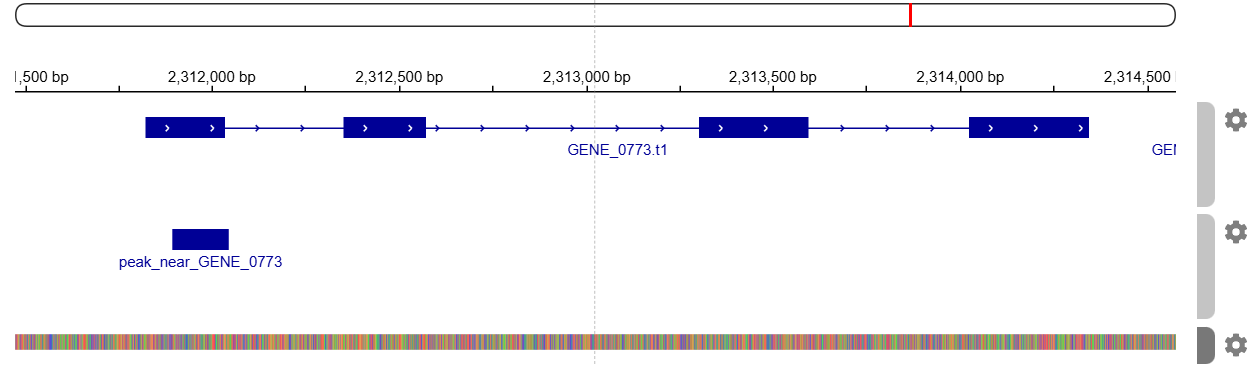 ,500 bp 2,312,000 bp 2,312,500 bp 2,313,000 bp 2,313,500 bp 2,314,000 bp 2,314,500
GENE_0773.t1
peak_near_GENE_0773